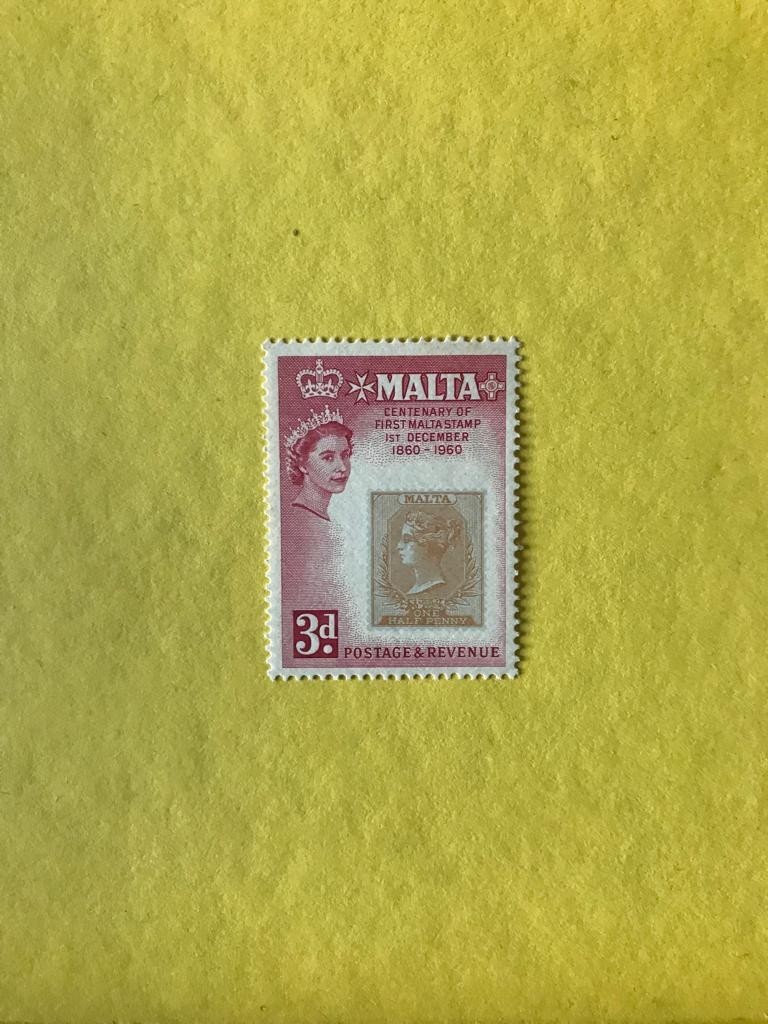 MALTA
CENTENARY OF
FIRST MALTA STAMP
1ST DECEMBER
1860 - 1960
MALTA
ONE
HALF PENNY
3d.
POSTAGE & REVENUE